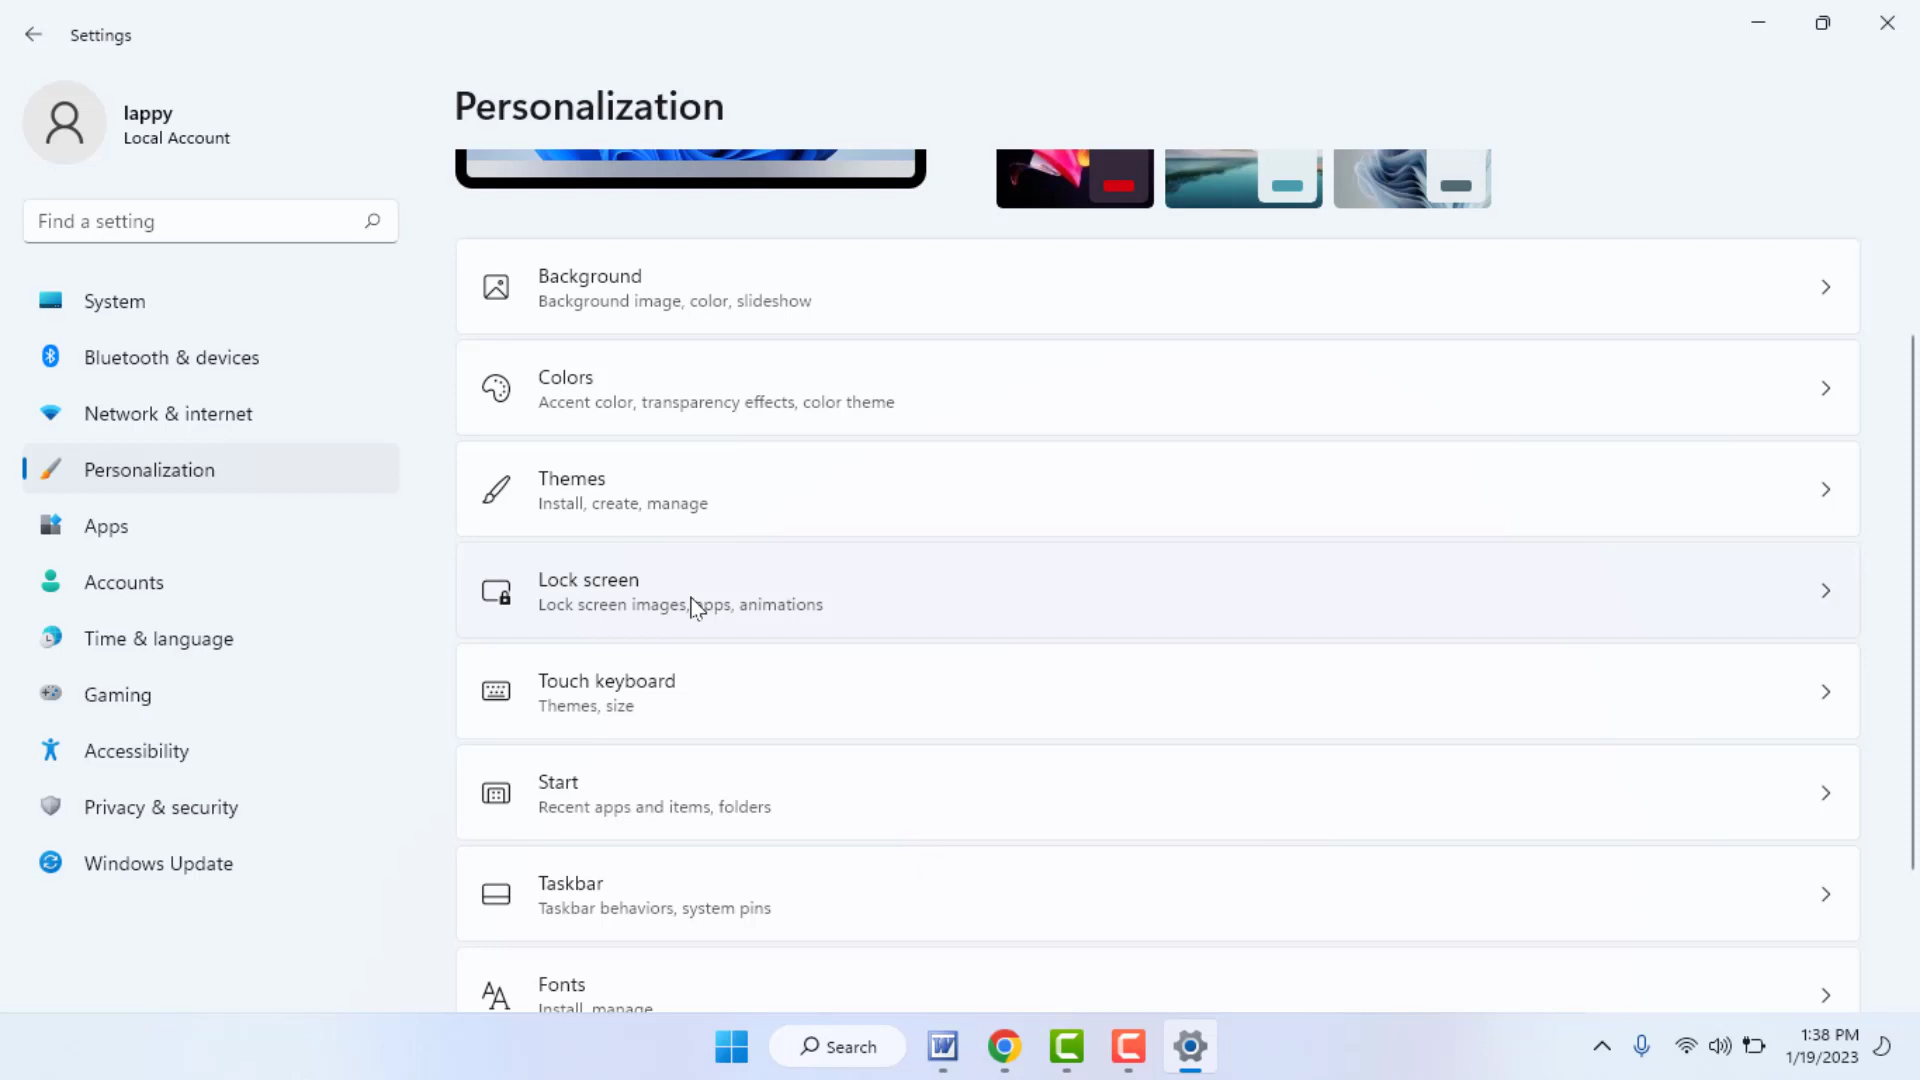 Settings
lappy
Local Account
Find a setting
System
Bluetooth & devices
Network & internet
Personalization
Apps
Accounts
Time & language
Gaming
Accessibility
Privacy & security
Windows Update
Personalization
Background
Background image, color, slideshow
Colors
Accent color, transparency effects, color theme
Themes
Install, create, manage
Lock screen
Lock screen images, apps, animations
Touch keyboard
Themes, size
Start
Recent apps and items, folders
Taskbar
Taskbar behaviors, system pins
Fonts
Install, manage
Search
1:38 PM
1/19/2023